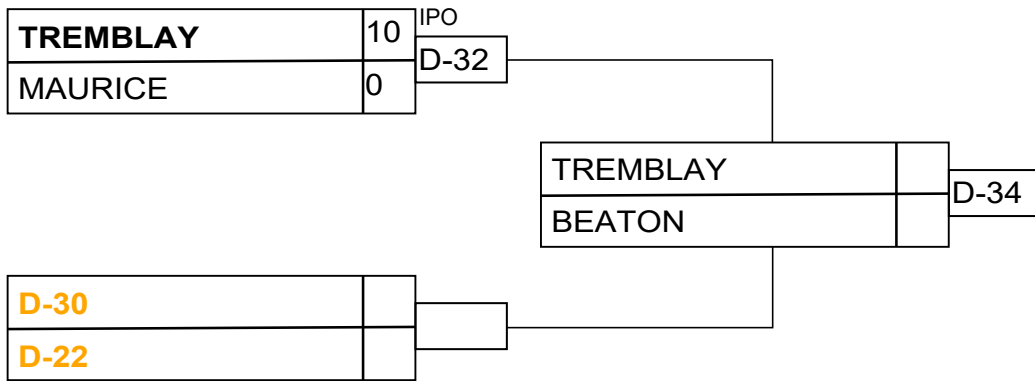 TREMBLAY 10 IPO
MAURICE 0 D-32
TREMBLAY
BEATON D-34
D-30
D-22